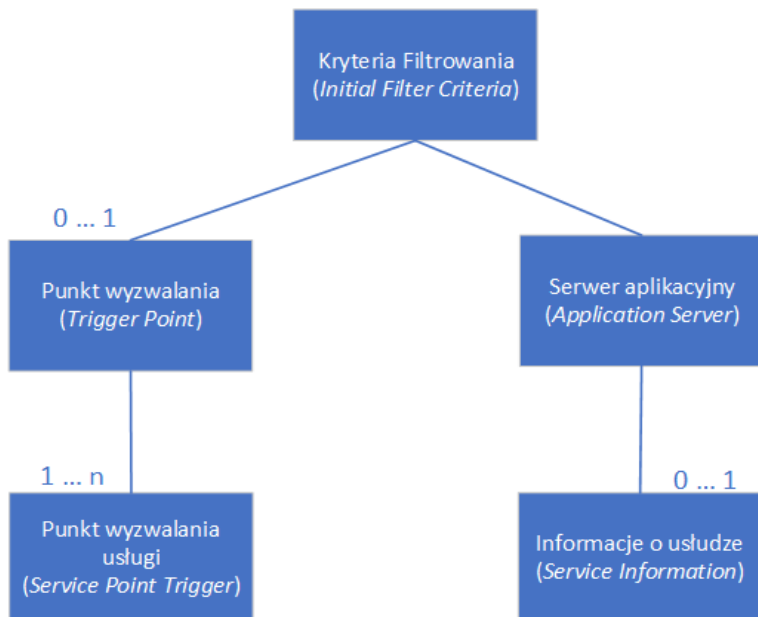 Kryteria Filtrowania
(Initial Filter Criteria)
0 ... 1
Punkt wyzwalania
(Trigger Point)
Serwer aplikacyjny
(Application Server)
1 ... n
0 ... 1
Punkt wyzwalania
usługi
(Service Point Trigger)
Informacje o usłudze
(Service Information)